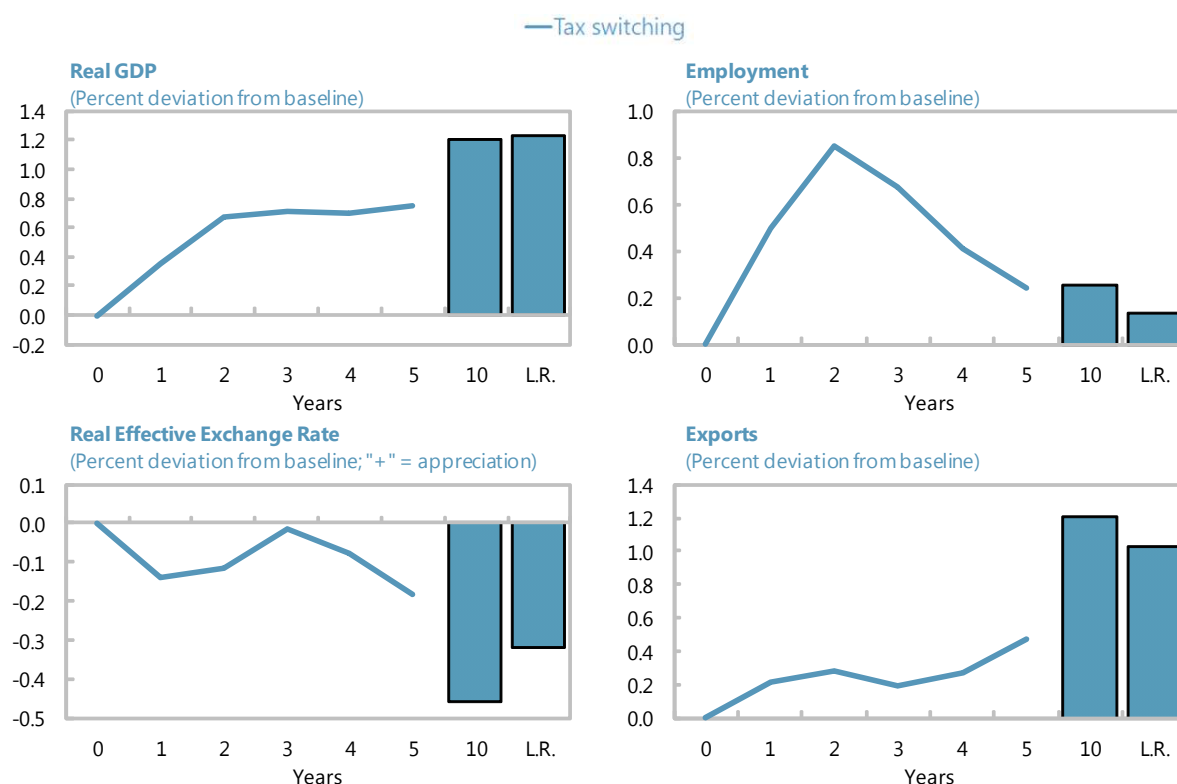 Tax switching
Real GDP
(Percent deviation from baseline)
1.4
1.2
1.0
0.8
0.6
0.4
0.2
0.0
-0.2
0 1 2 3 4 5 10 L.R.
Years
Employment
(Percent deviation from baseline)
1.0
0.8
0.6
0.4
0.2
0.0
0 1 2 3 4 5 10 L.R.
Years
Real Effective Exchange Rate
(Percent deviation from baseline; "+" = appreciation)
0.1
0.0
-0.1
-0.2
-0.3
-0.4
-0.5
0 1 2 3 4 5 10 L.R.
Years
Exports
(Percent deviation from baseline)
1.4
1.2
1.0
0.8
0.6
0.4
0.2
0.0
0 1 2 3 4 5 10 L.R.
Years